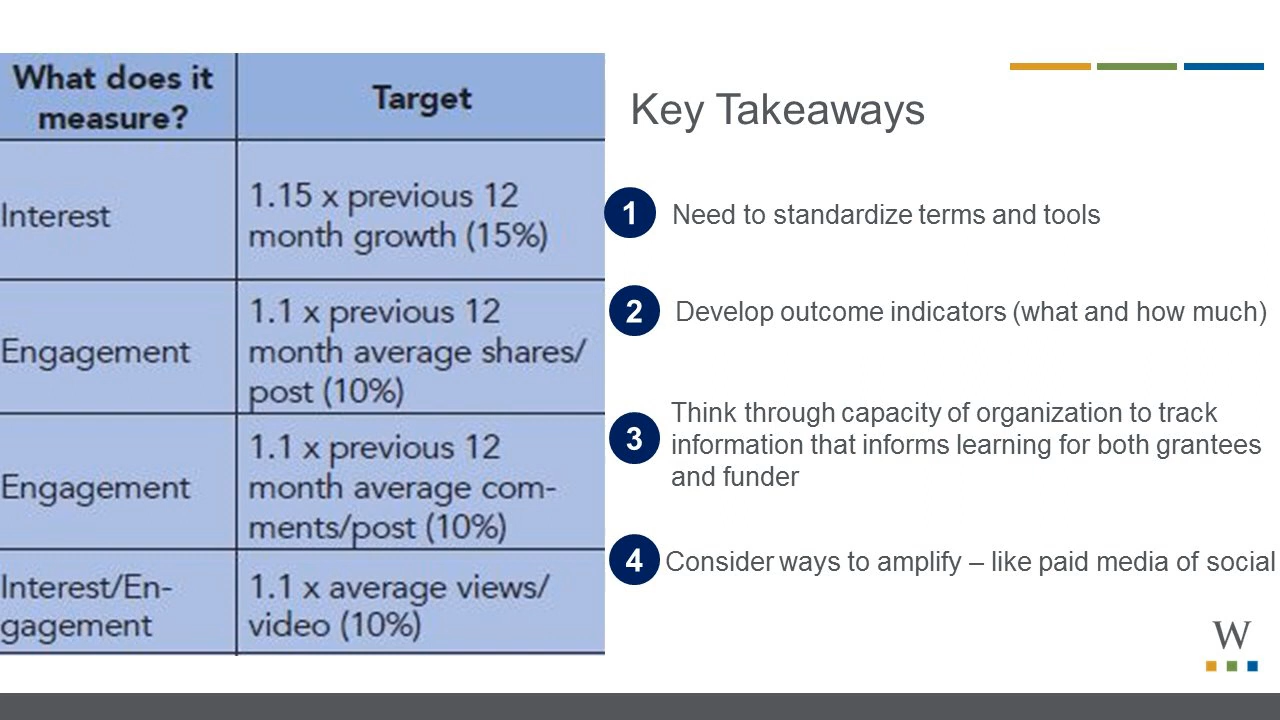 What does it
measure?
Target
Interest
1.15 x previous 12
month growth (15%)
Engagement
1.1 x previous 12
month average shares/
post (10%)
Engagement
1.1 x previous 12
month average com-
ments/post (10%)
Interest/En-
gagement
1.1 x average views/
video (10%)
Key Takeaways
1 Need to standardize terms and tools
2 Develop outcome indicators (what and how much)
3 Think through capacity of organization to track
information that informs learning for both grantees
and funder
4 Consider ways to amplify – like paid media of social
W